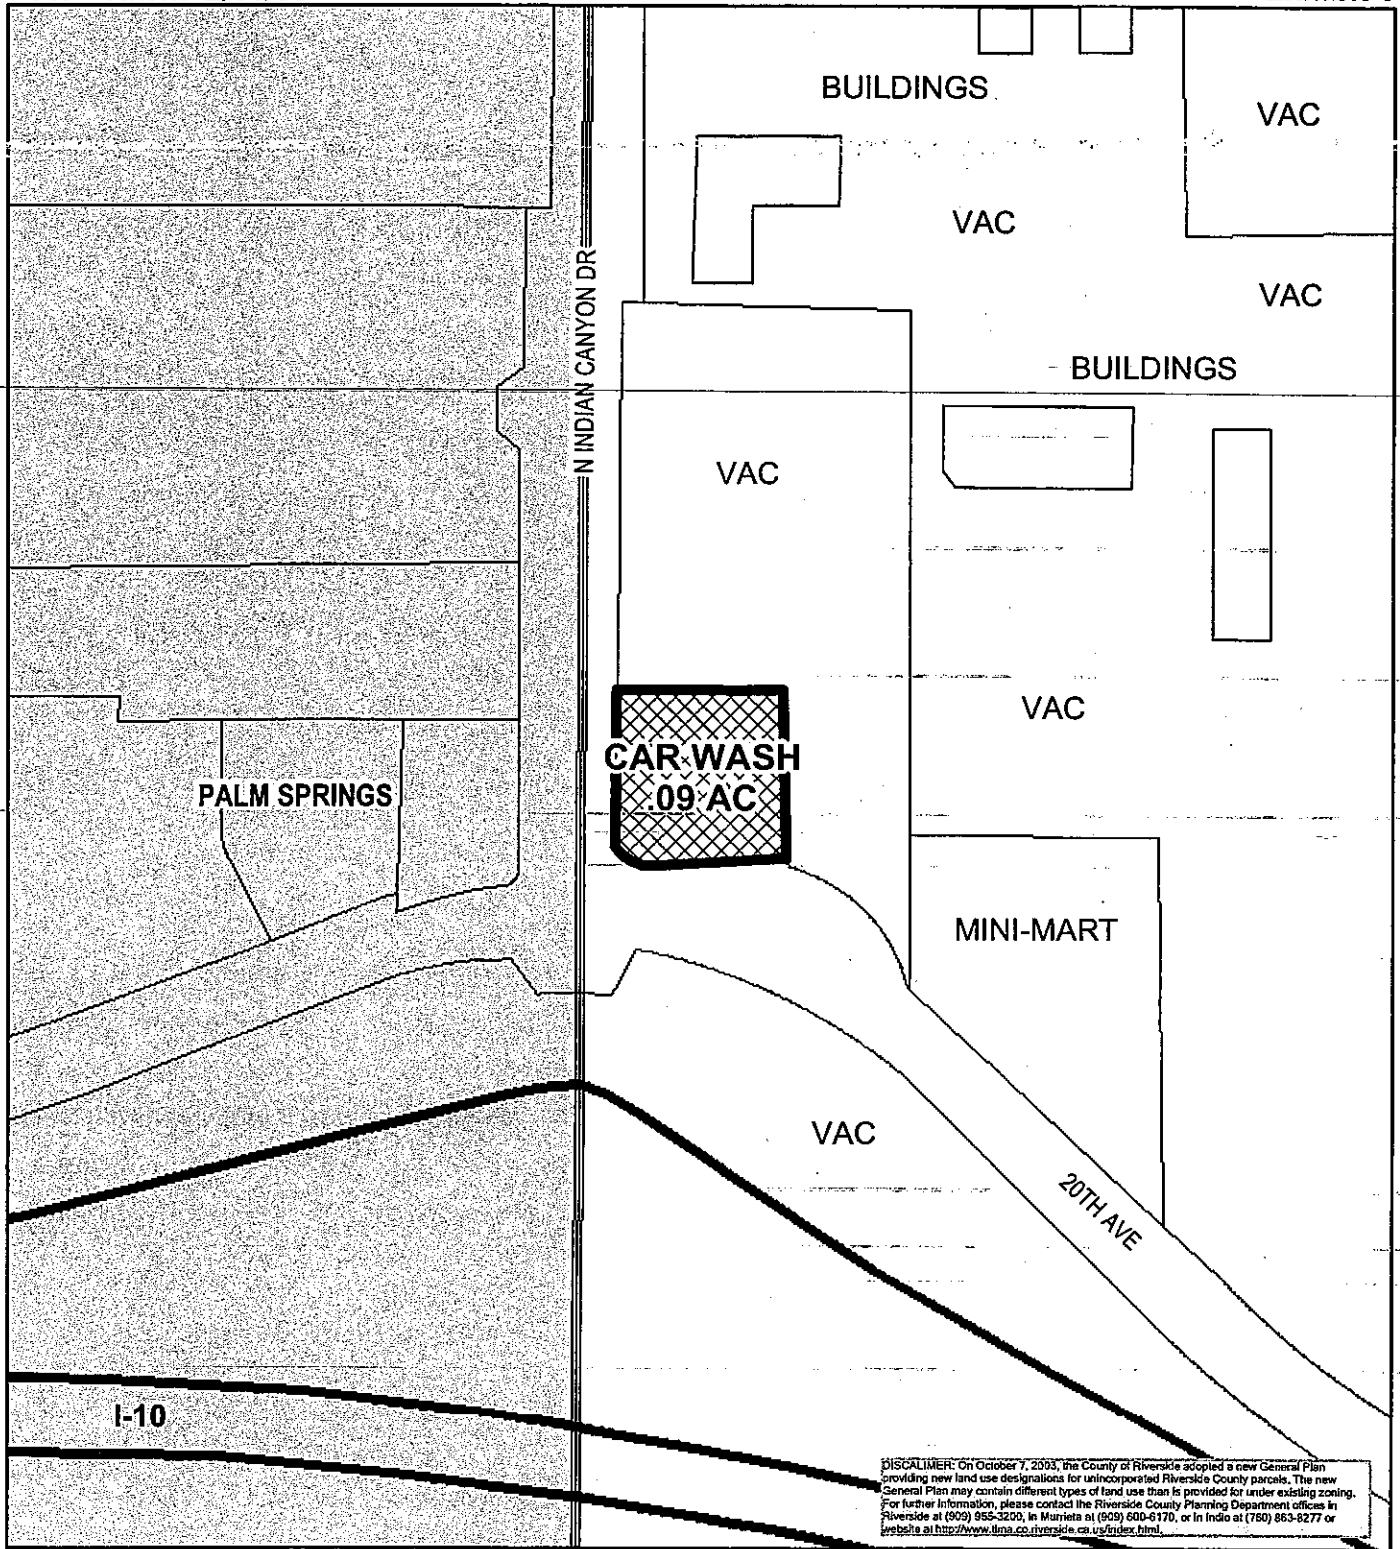 BUILDINGS
VAC
VAC
N INDIAN CANYON DR
VAC
BUILDINGS
VAC
VAC
CAR WASH
.09 AC
PALM SPRINGS
MINI-MART
VAC
20TH AVE
I-10
DISCALIMER: On October 7, 2003, the County of Riverside adopted a new General Plan
providing new land use designations for unincorporated Riverside County parcels. The new
General Plan may contain different types of land use than is provided for under existing zoning.
For further information, please contact the Riverside County Planning Department offices in
Riverside at (909) 955-3200, in Murrieta at (909) 600-6170, or in Indio at (760) 863-8277 or
website at http://www.tlma.co.riverside.ca.us/index.html.